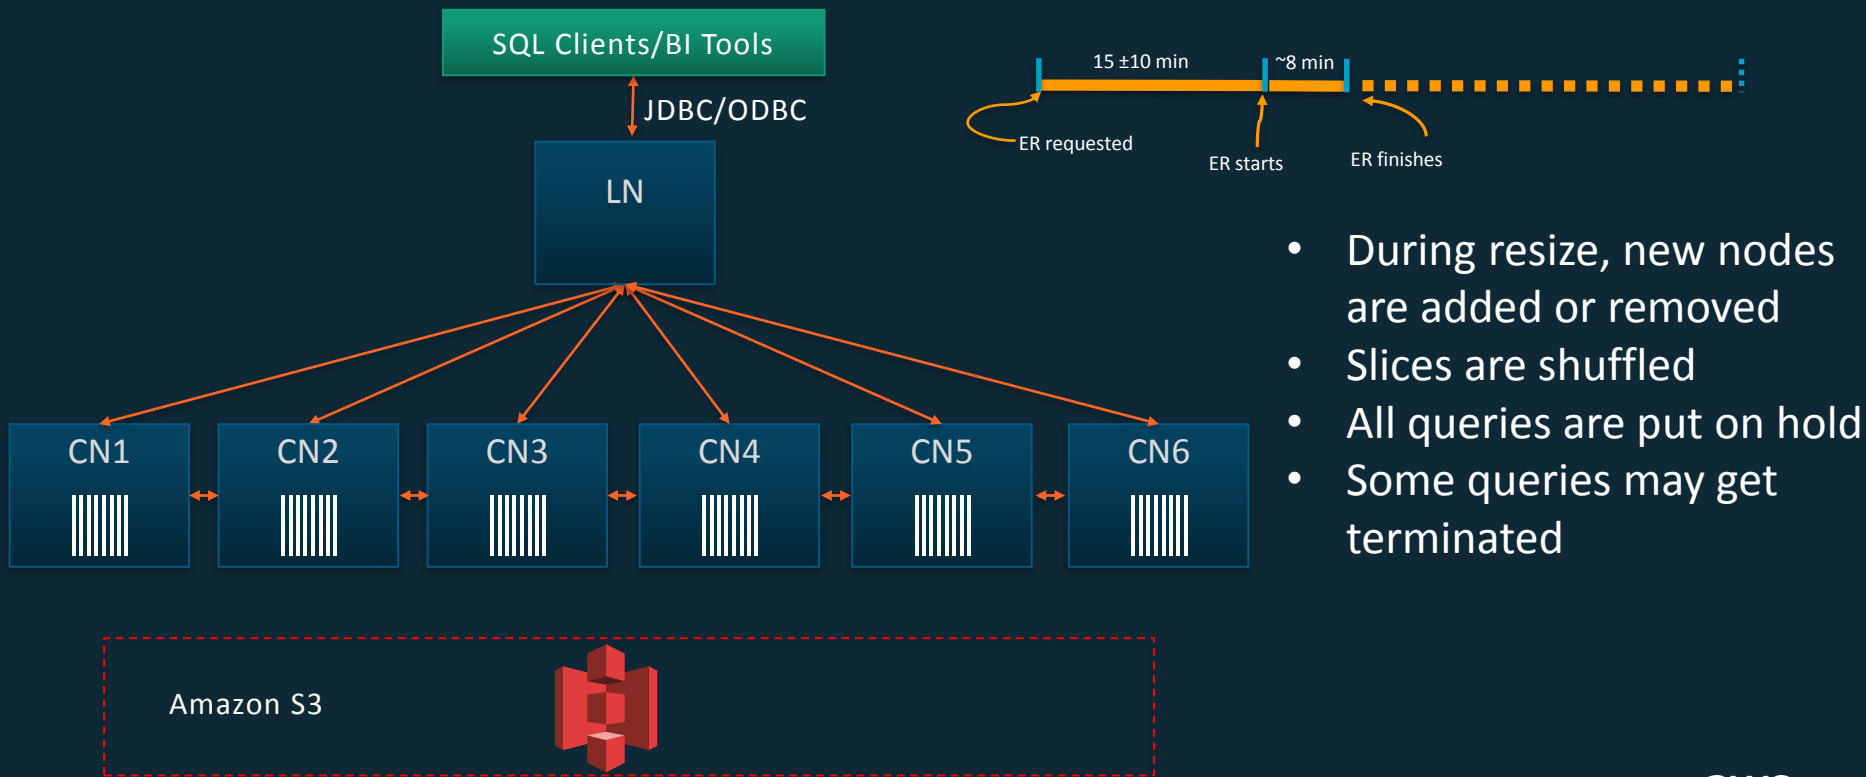 SQL Clients/BI Tools
JDBC/ODBC
LN
CN1
CN2
CN3
CN4
CN5
CN6
Amazon S3
15 ±10 min
~8 min
ER requested
ER starts
ER finishes
• During resize, new nodes
are added or removed
• Slices are shuffled
• All queries are put on hold
• Some queries may get
terminated